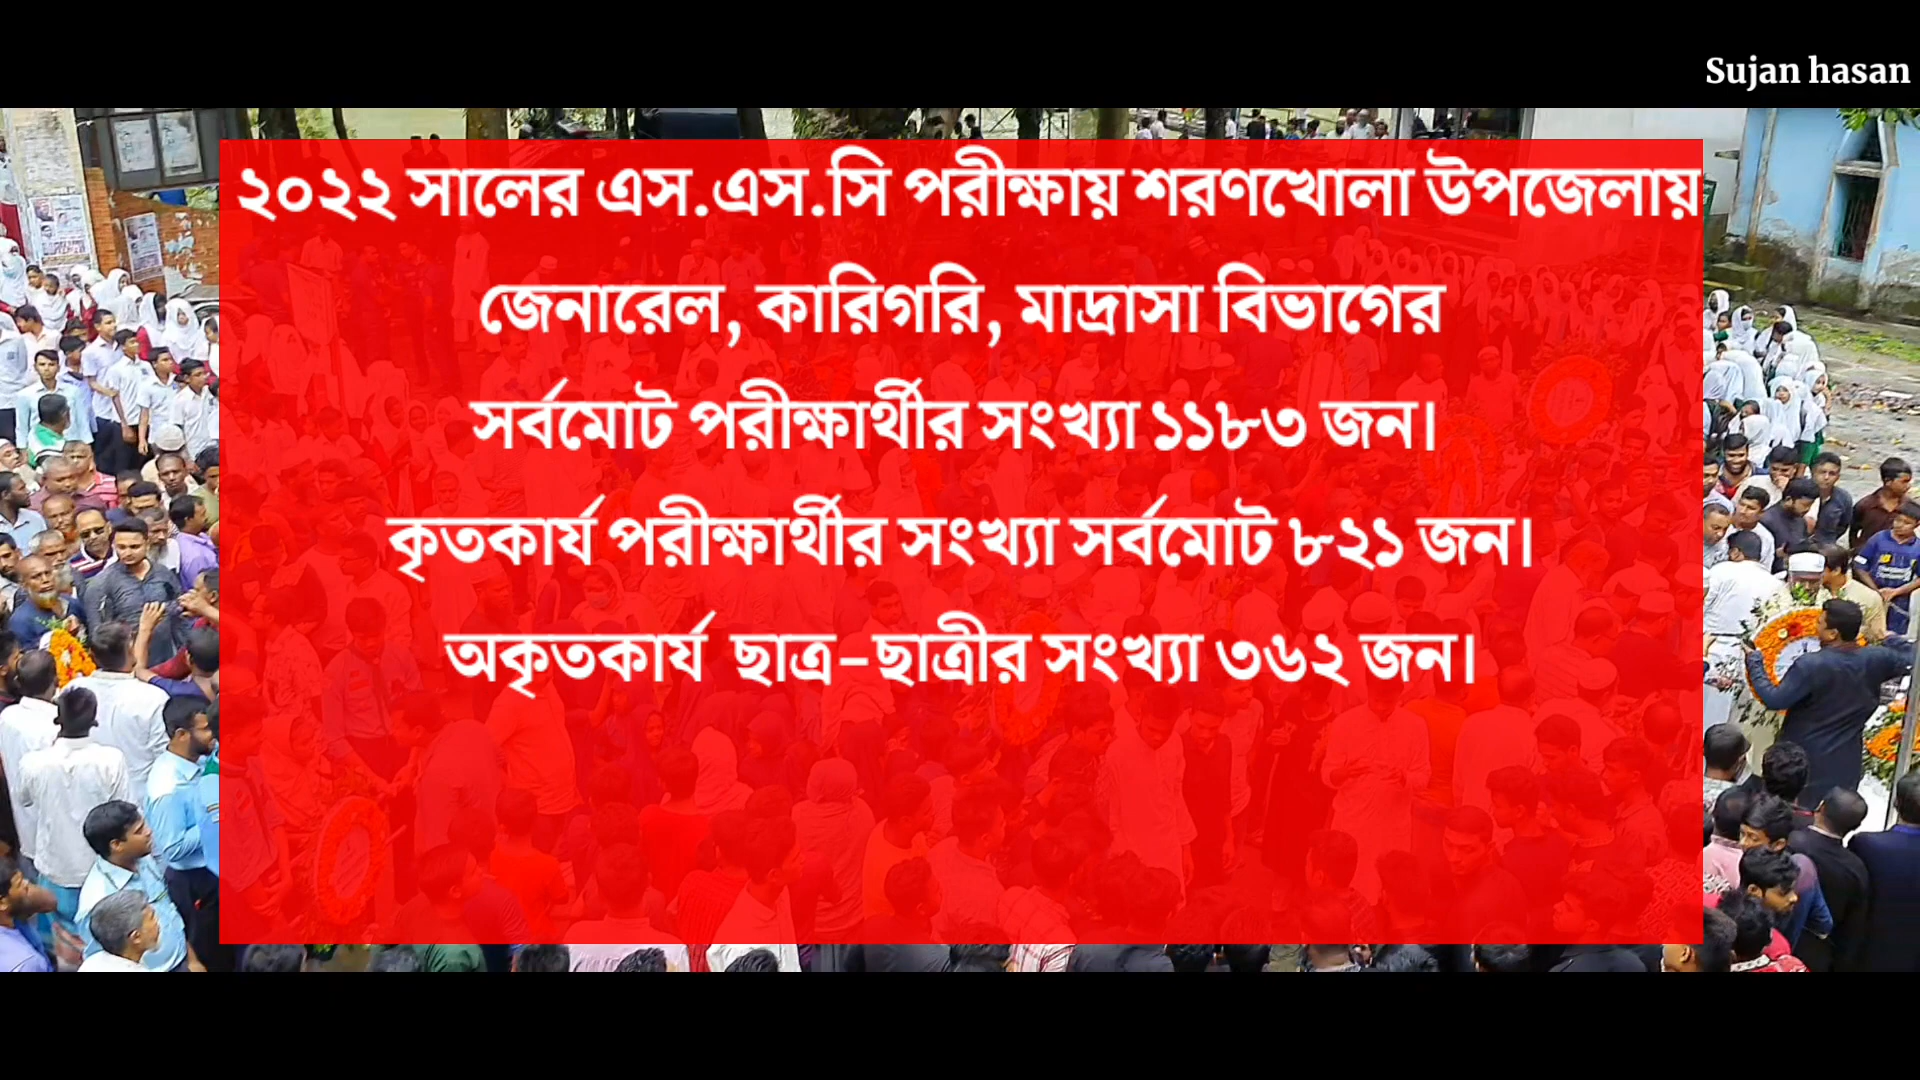 Sujan hasan
২০২২ সালের এস.এস.সি পরীক্ষায় শরণখোলা উপজেলায়
জেনারেল, কারিগরি, মাদ্রাসা বিভাগের
সর্বমোট পরীক্ষার্থীর সংখ্যা ১১৮৩ জন।
কৃতকার্য পরীক্ষার্থীর সংখ্যা সর্বমোট ৮২১ জন।
অকৃতকার্য ছাত্র-ছাত্রীর সংখ্যা ৩৬২ জন।